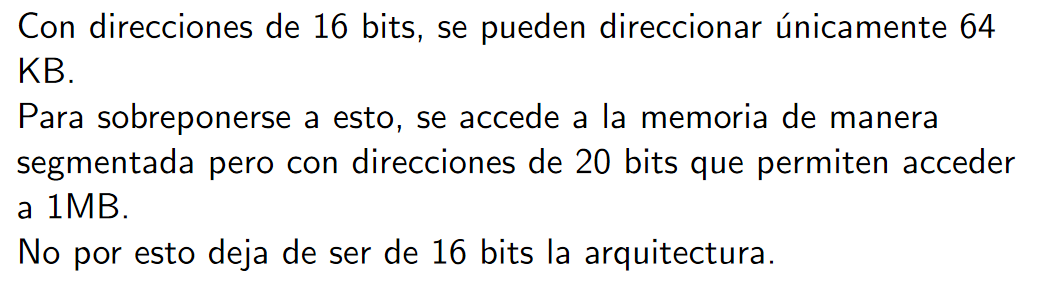 Con direcciones de 16 bits, se pueden direccionar únicamente 64
KB.
Para sobreponerse a esto, se accede a la memoria de manera
segmentada pero con direcciones de 20 bits que permiten acceder
a 1MB.
No por esto deja de ser de 16 bits la arquitectura.